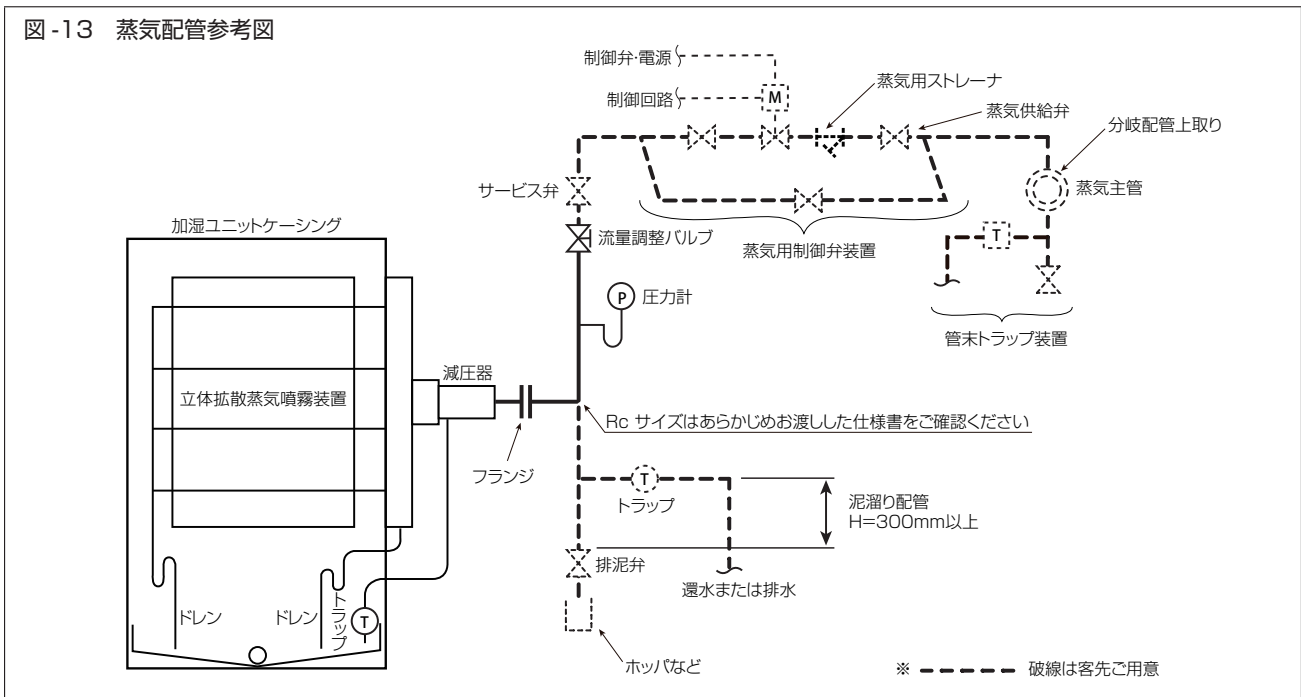 図-13 蒸気配管参考図
制御弁・電源
制御回路
M
蒸気用ストレーナ
蒸気供給弁
分岐配管上取り
サービス弁
蒸気主管
加湿ユニットケーシング
流量調整バルブ
蒸気用制御弁装置
T
P
圧力計
管末トラップ装置
減圧器
立体拡散蒸気噴霧装置
Rc サイズはあらかじめお渡しした仕様書をご確認ください
フランジ
T
トラップ
泥溜り配管
H=300mm以上
排泥弁
還水または排水
ドレン
ドレン
トラップ
T
ホッパなど
※ 破線は客先ご用意